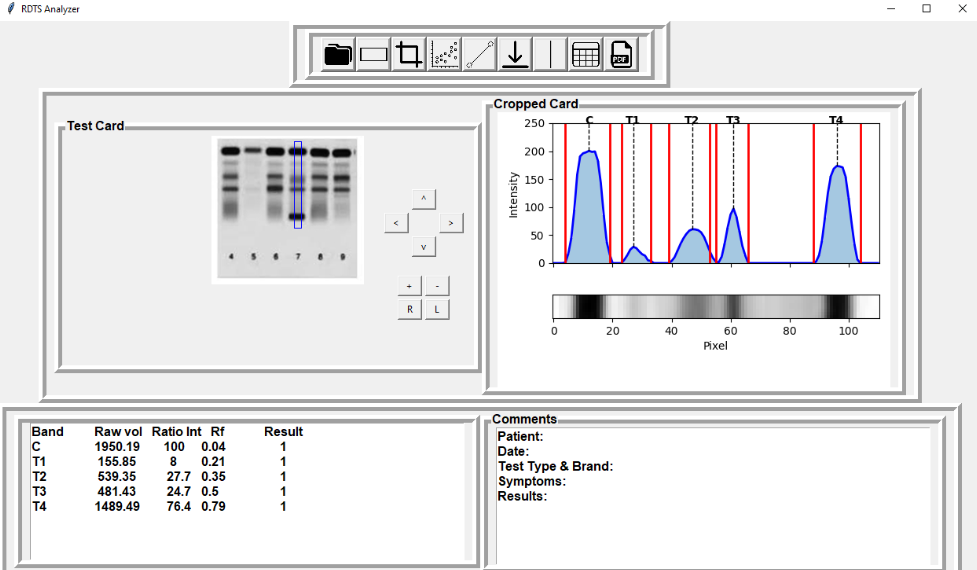 RDTS Analyzer
PDF
Test Card
4 5 6 7 8 9
^
< >
v
+ -
R L
Cropped Card
C T1 T2 T3 T4
250
200
150
100
50
0
Intensity
0 20 40 60 80 100
Pixel
Band Raw vol Ratio Int Rf Result
C 1950.19 100 0.04 1
T1 155.85 8 0.21 1
T2 539.35 27.7 0.35 1
T3 481.43 24.7 0.5 1
T4 1489.49 76.4 0.79 1
Comments
Patient:
Date:
Test Type & Brand:
Symptoms:
Results: